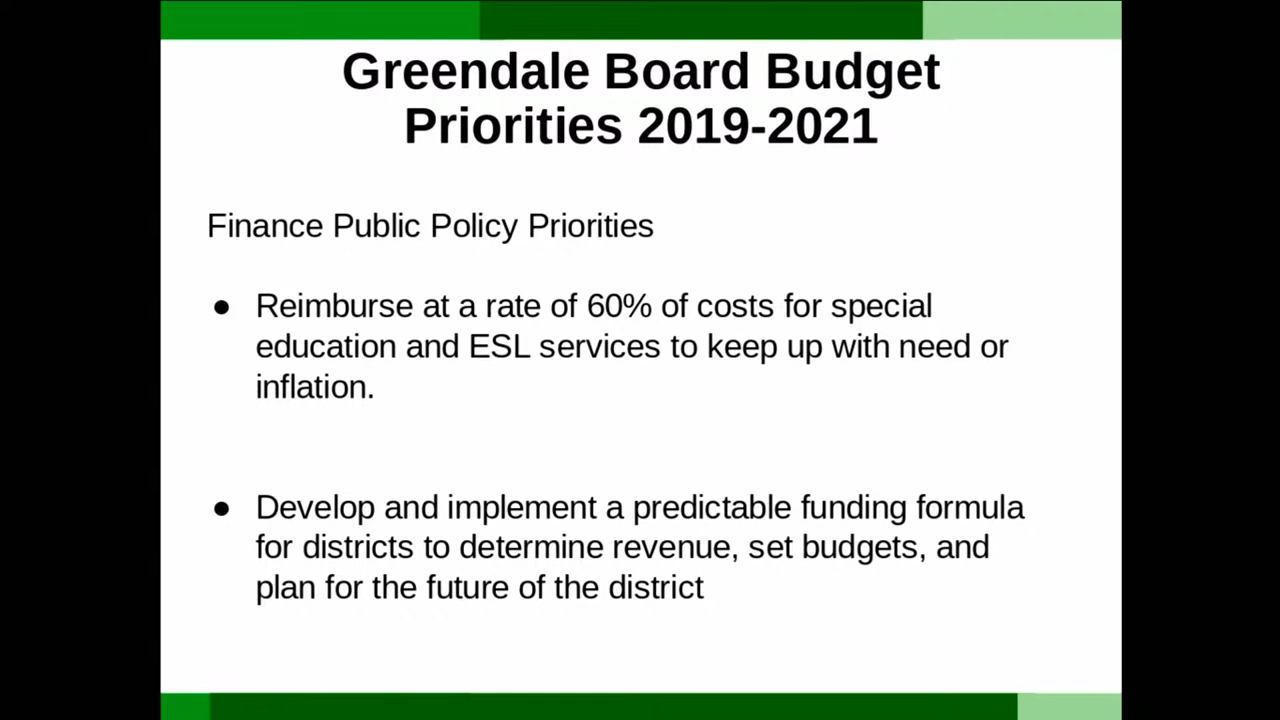 Greendale Board Budget
Priorities 2019-2021
Finance Public Policy Priorities
● Reimburse at a rate of 60% of costs for special
education and ESL services to keep up with need or
inflation.
● Develop and implement a predictable funding formula
for districts to determine revenue, set budgets, and
plan for the future of the district